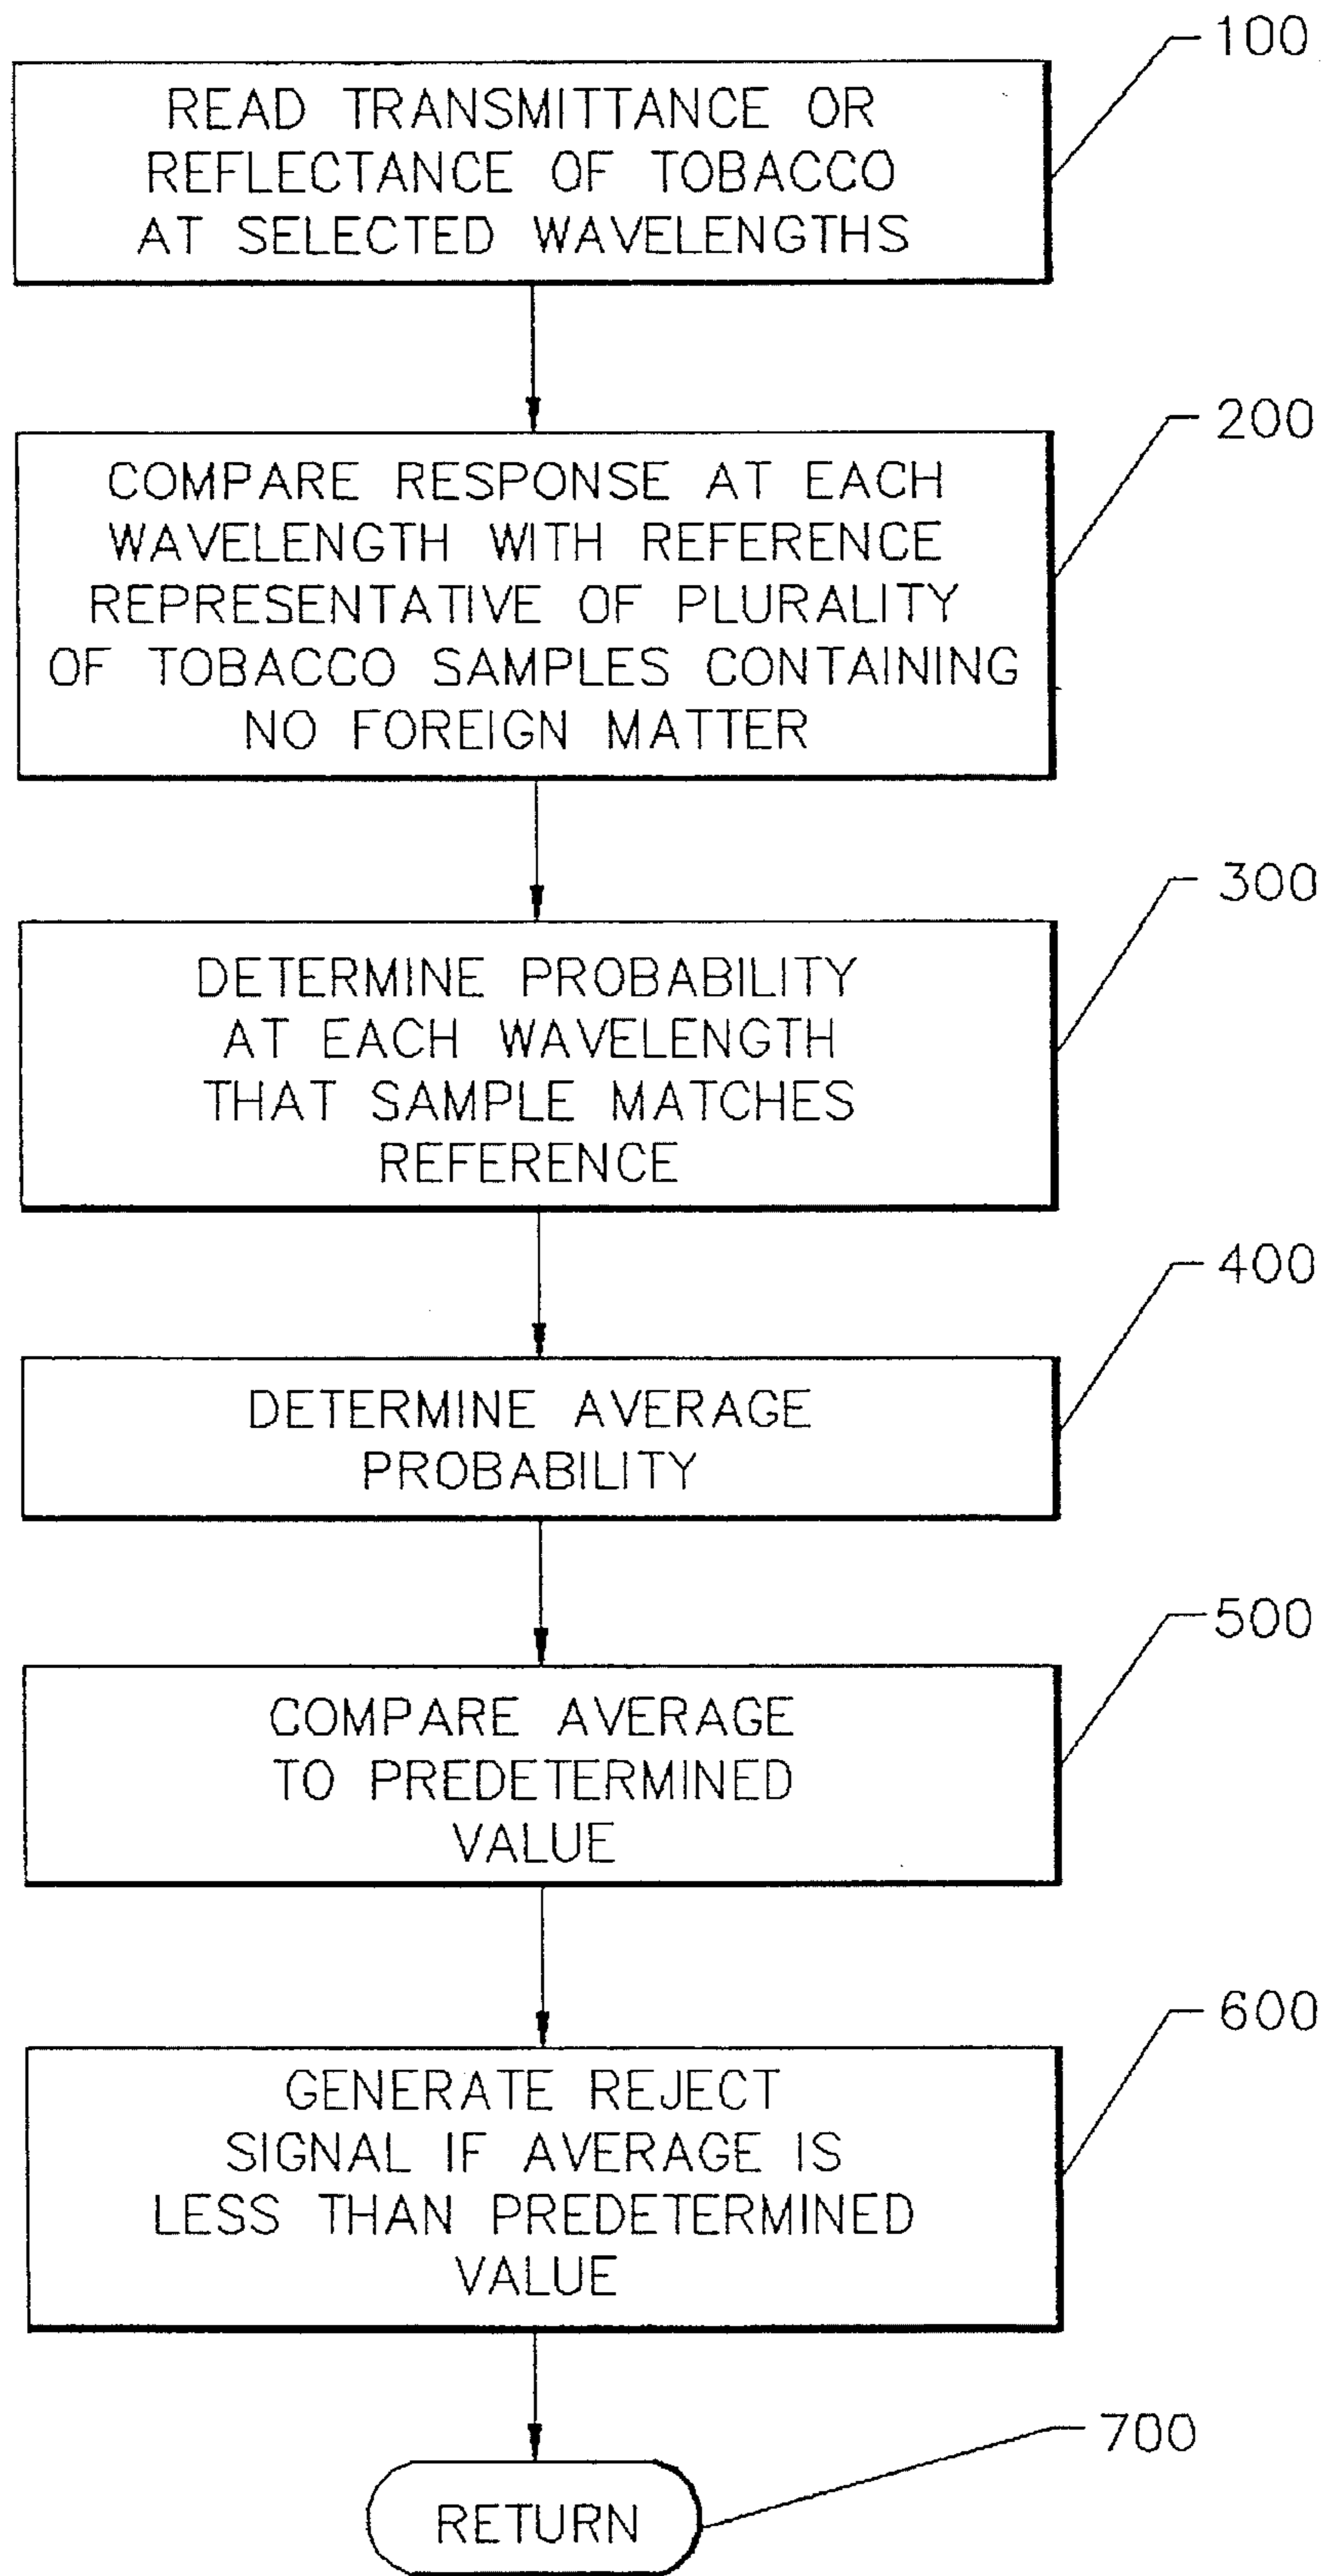 100
READ TRANSMITTANCE OR
REFLECTANCE OF TOBACCO
AT SELECTED WAVELENGTHS
200
COMPARE RESPONSE AT EACH
WAVELENGTH WITH REFERENCE
REPRESENTATIVE OF PLURALITY
OF TOBACCO SAMPLES CONTAINING
NO FOREIGN MATTER
300
DETERMINE PROBABILITY
AT EACH WAVELENGTH
THAT SAMPLE MATCHES
REFERENCE
400
DETERMINE AVERAGE
PROBABILITY
500
COMPARE AVERAGE
TO PREDETERMINED
VALUE
600
GENERATE REJECT
SIGNAL IF AVERAGE IS
LESS THAN PREDETERMINED
VALUE
700
RETURN